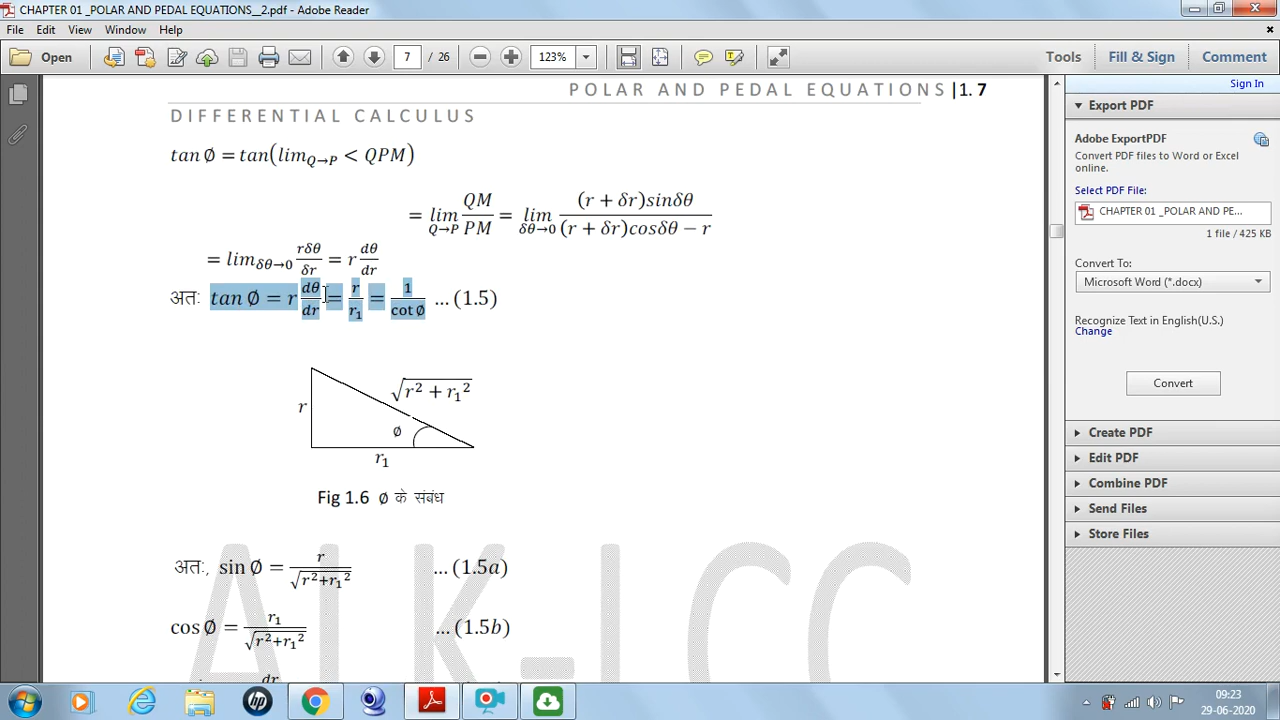 CHAPTER 01 _POLAR AND PEDAL EQUATIONS__2.pdf - Adobe Reader
File Edit View Window Help
Open 7 / 26 123% Tools Fill & Sign Comment
POLAR AND PEDAL EQUATIONS |1. 7
DIFFERENTIAL CALCULUS
tan ∅ = tan(lim_{Q→P} < QPM)
= lim_{Q→P} QM/PM = lim_{δθ→0} (r + δr)sinδθ/((r + δr)cosδθ − r)
= lim_{δθ→0} rδθ/δr = r dθ/dr
अतः tan ∅ = r dθ/dr = r/r₁ = 1/cot ∅ ... (1.5)
√(r² + r₁²)
r
∅
r₁
Fig 1.6 ∅ के संबंध
अतः, sin ∅ = r/√(r²+r₁²) ... (1.5a)
cos ∅ = r₁/√(r²+r₁²) ... (1.5b)
dr
ALK-LCC
Sign In
Export PDF
Adobe ExportPDF
Convert PDF files to Word or Excel
online.
Select PDF File:
CHAPTER 01 _POLAR AND PE...
1 file / 425 KB
Convert To:
Microsoft Word (*.docx)
Recognize Text in English(U.S.)
Change
Convert
Create PDF
Edit PDF
Combine PDF
Send Files
Store Files
hp
09:23
29-06-2020